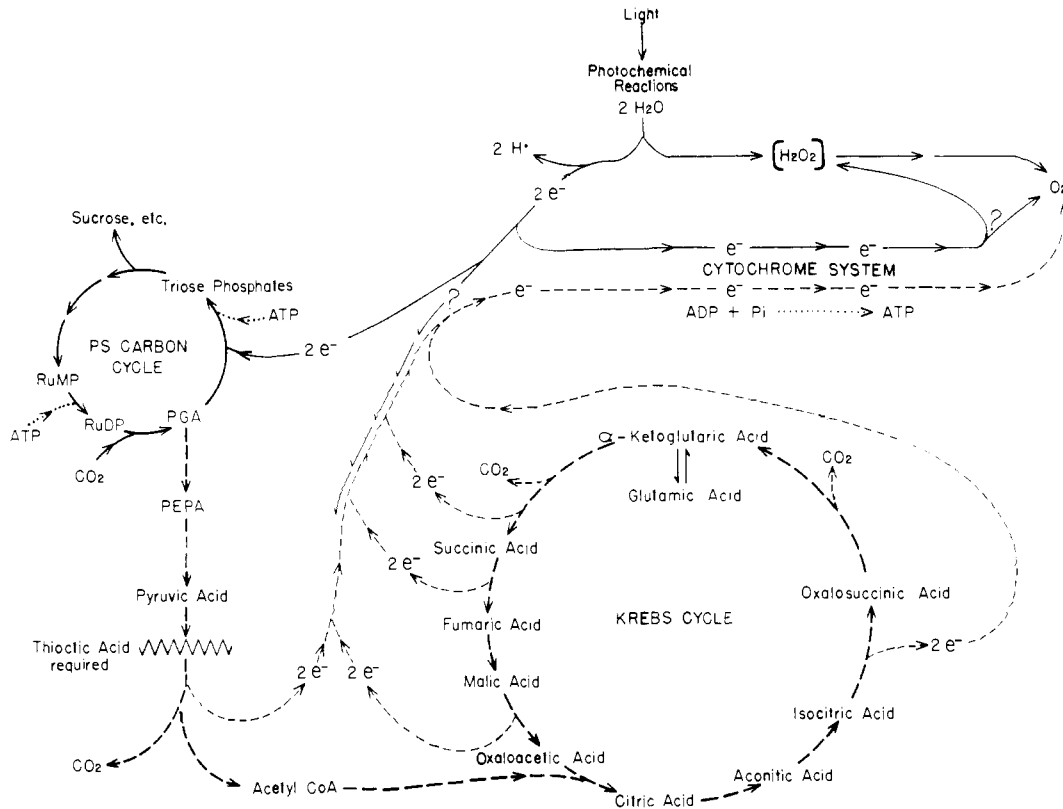 Light
Photochemical
Reactions
2 H2O
2 H•
[H2O2]
O2
2 e-
?
e- e-
CYTOCHROME SYSTEM
e- e- e-
ADP + Pi ATP
Sucrose, etc.
Triose Phosphates
ATP
?
2 e-
PS CARBON
CYCLE
RuMP
RuDP
PGA
ATP
CO2
α-Ketoglutaric Acid
CO2
CO2
2 e-
Glutamic Acid
PEPA
Succinic Acid
2 e-
Pyruvic Acid
Oxalosuccinic Acid
Fumaric Acid
KREBS CYCLE
Thioctic Acid
required
2 e-
2 e-
2 e-
Malic Acid
Isocitric Acid
CO2
Oxaloacetic Acid
Aconitic Acid
Acetyl CoA
Citric Acid